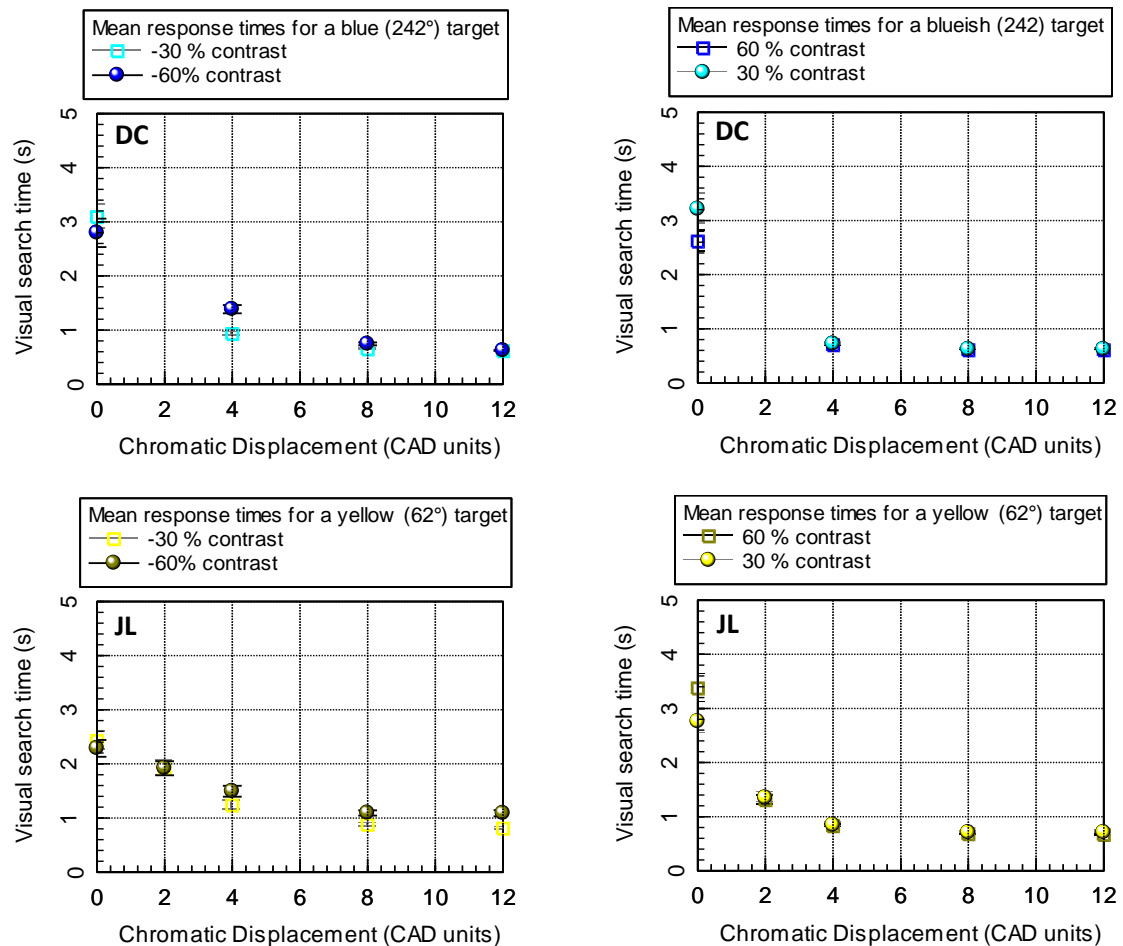 Mean response times for a blue (242°) target
-30 % contrast
-60% contrast
DC
Visual search time (s)
5
4
3
2
1
0
0 2 4 6 8 10 12
Chromatic Displacement (CAD units)
Mean response times for a blueish (242) target
60 % contrast
30 % contrast
DC
Visual search time (s)
5
4
3
2
1
0
0 2 4 6 8 10 12
Chromatic Displacement (CAD units)
Mean response times for a yellow (62°) target
-30 % contrast
-60% contrast
JL
Visual search time (s)
5
4
3
2
1
0
0 2 4 6 8 10 12
Chromatic Displacement (CAD units)
Mean response times for a yellow (62°) target
60 % contrast
30 % contrast
JL
Visual search time (s)
5
4
3
2
1
0
0 2 4 6 8 10 12
Chromatic Displacement (CAD units)